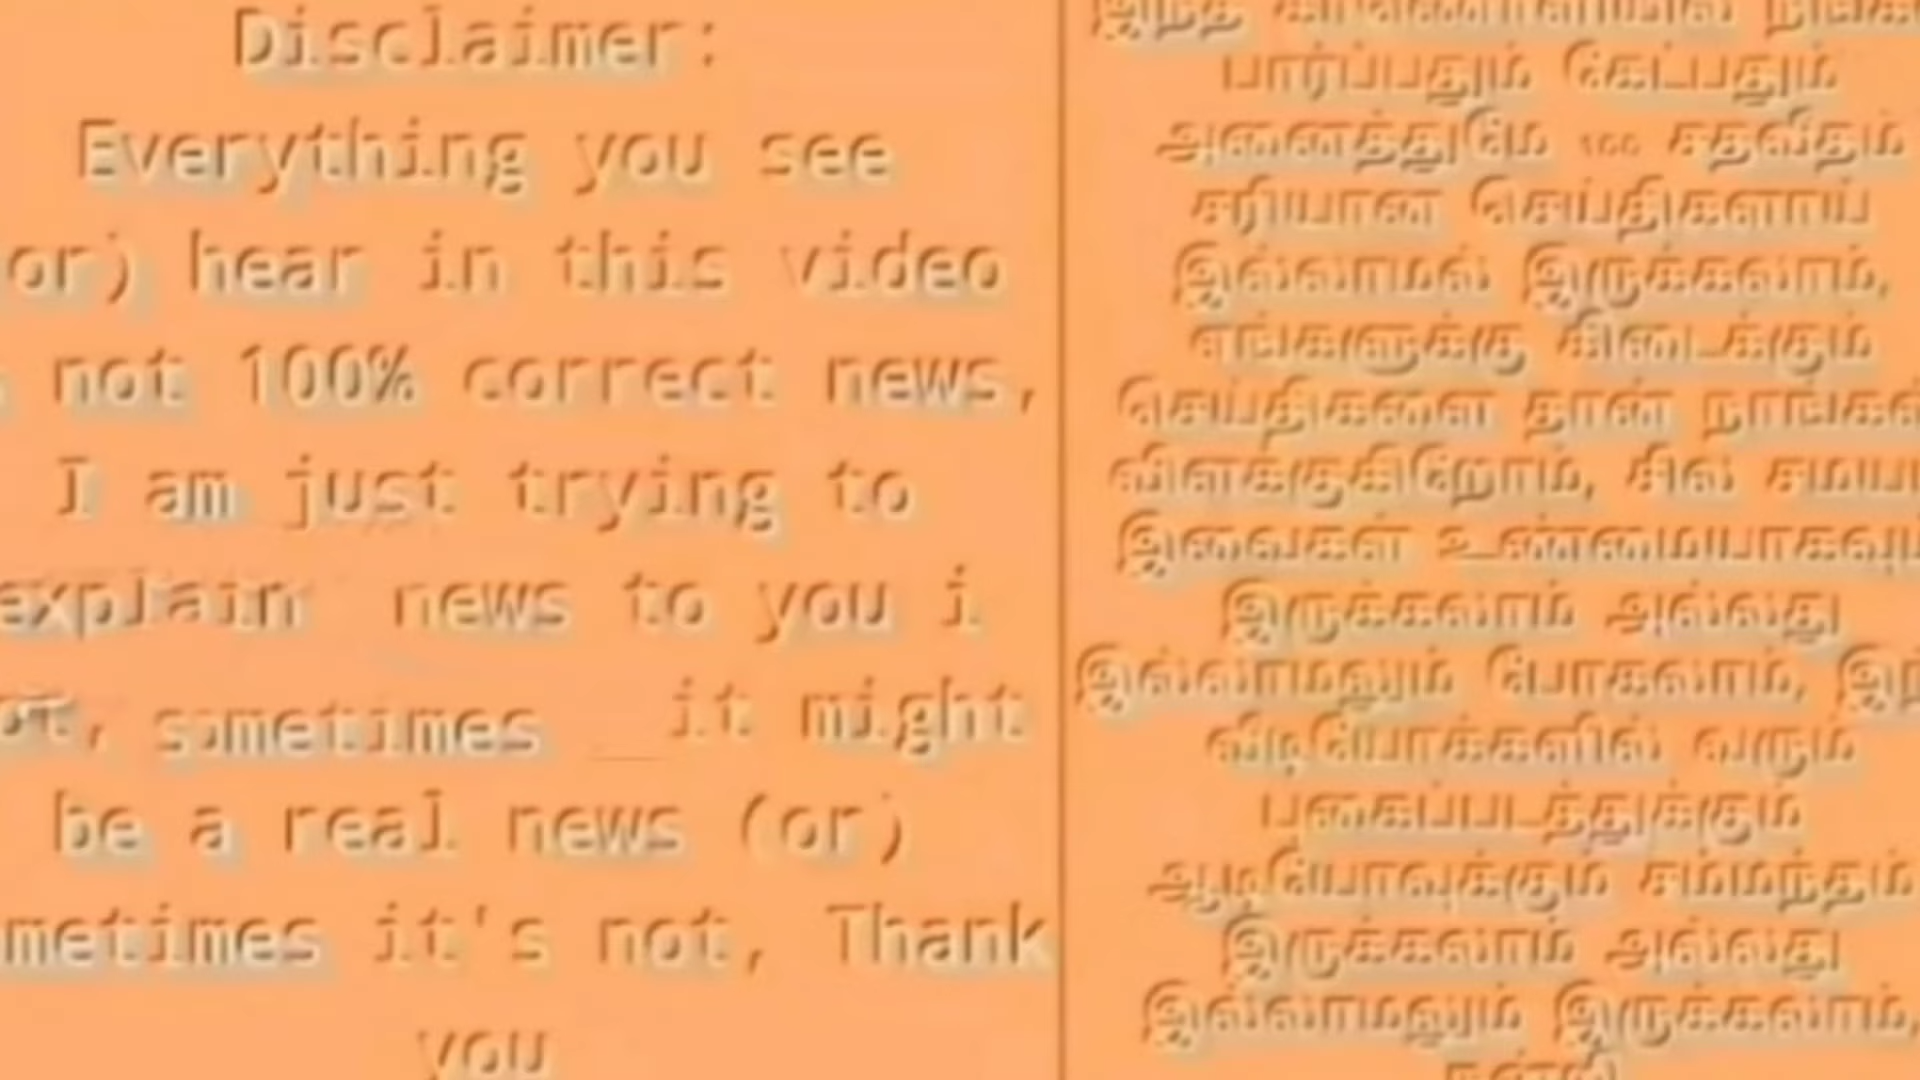 Disclaimer:
Everything you see
or) hear in this video
not 100% correct news,
I am just trying to
explain news to you i
ot, sometimes _it might
be a real news (or)
metimes it's not, Thank
you
இந்த காணொளியில்
பார்ப்பதும் கேட்பதும்
அனைத்துமே 100 சதவீதம்
சரியான செய்திகளாய்
இல்லாமல் இருக்கலாம்,
எங்களுக்கு கிடைக்கும்
செய்திகளை தான் நாங்கள்
விளக்குகிறோம், சில சமய
இவைகள் உண்மையாகவு
இருக்கலாம் அல்லது
இல்லாமலும் போகலாம், இ
வீடியோக்களில் வரும்
புகைப்படத்துக்கும்
ஆடியோவுக்கும் சம்மந்தம்
இருக்கலாம் அல்லது
இல்லாமலும் இருக்கலாம்,